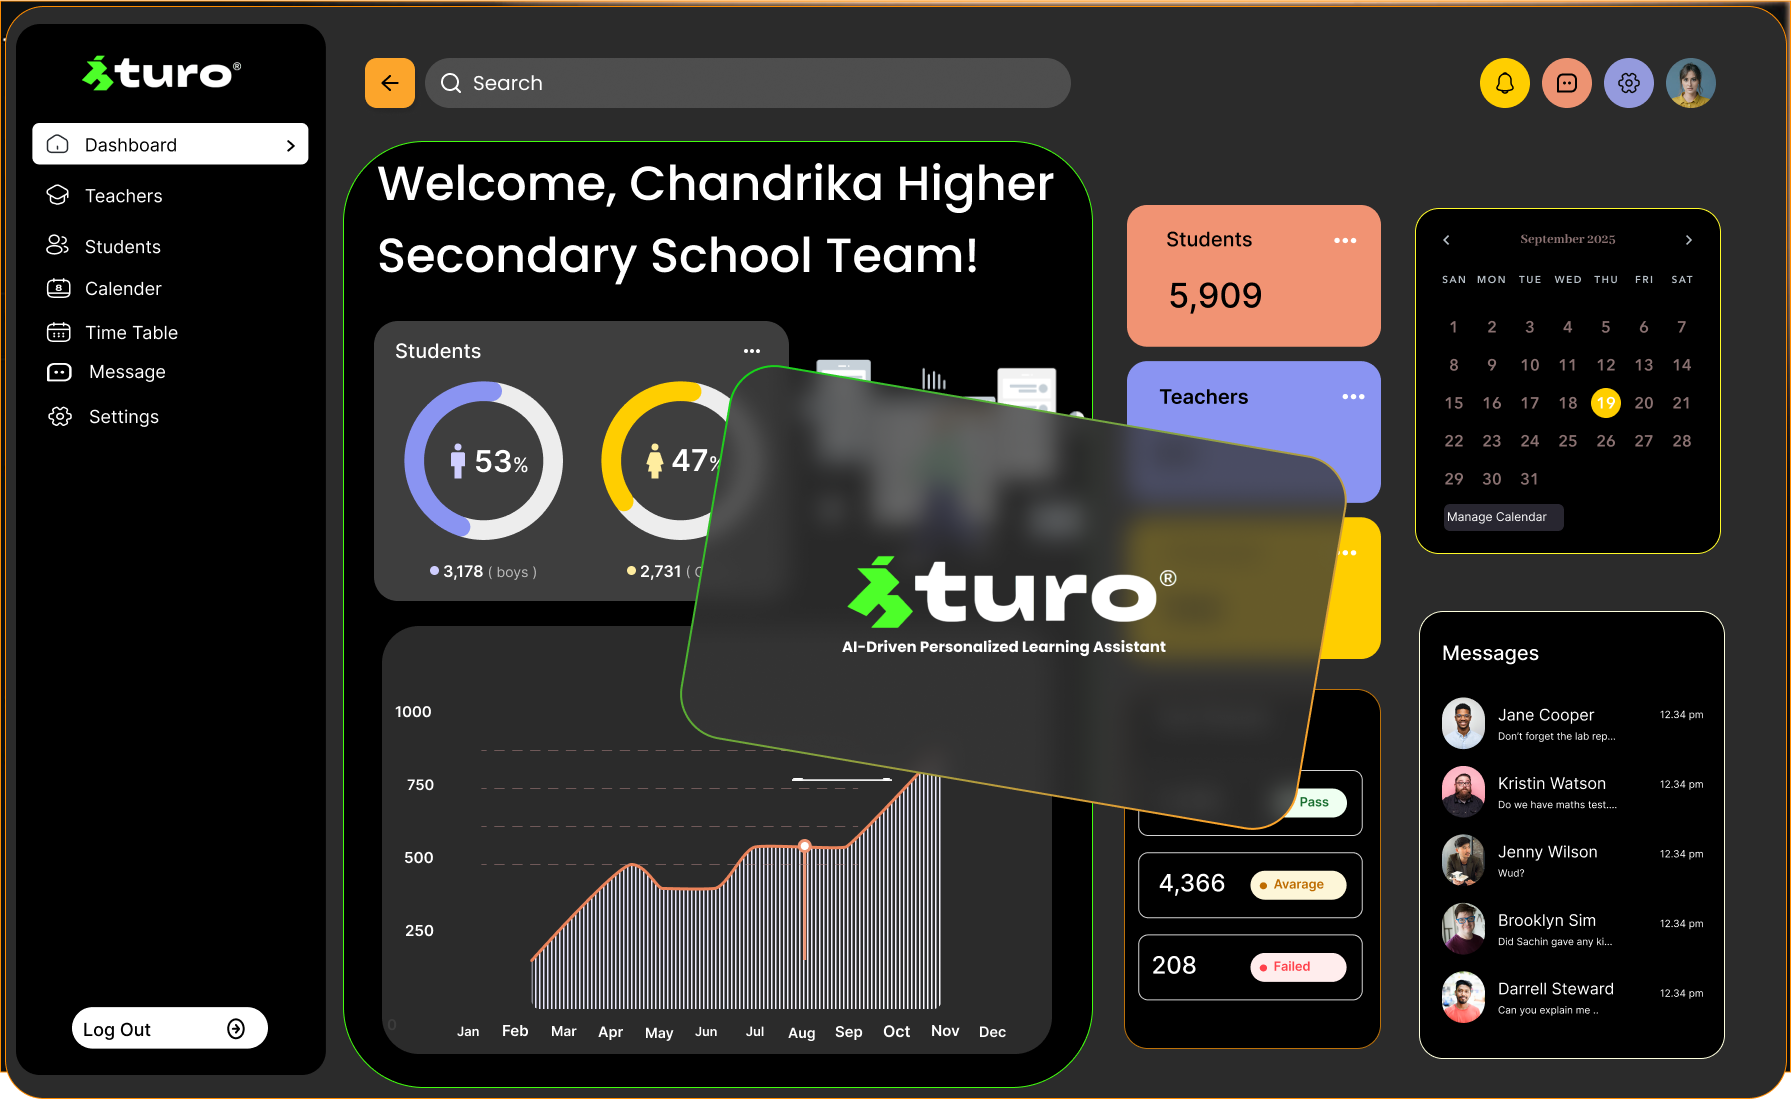 turo®
Dashboard
Teachers
Students
Calender
Time Table
Message
Settings
Log Out
Search
Welcome, Chandrika Higher
Secondary School Team!
Students
53%
47%
3,178 ( boys )
2,731 (
1000
750
500
250
0
Jan Feb Mar Apr May Jun Jul Aug Sep Oct Nov Dec
turo®
AI-Driven Personalized Learning Assistant
Students
5,909
Teachers
Pass
4,366 Avarage
208 Failed
September 2025
SAN MON TUE WED THU FRI SAT
1 2 3 4 5 6 7
8 9 10 11 12 13 14
15 16 17 18 19 20 21
22 23 24 25 26 27 28
29 30 31
Manage Calendar
Messages
Jane Cooper 12.34 pm
Don't forget the lab rep...
Kristin Watson 12.34 pm
Do we have maths test....
Jenny Wilson 12.34 pm
Wud?
Brooklyn Sim 12.34 pm
Did Sachin gave any ki...
Darrell Steward 12.34 pm
Can you explain me ..